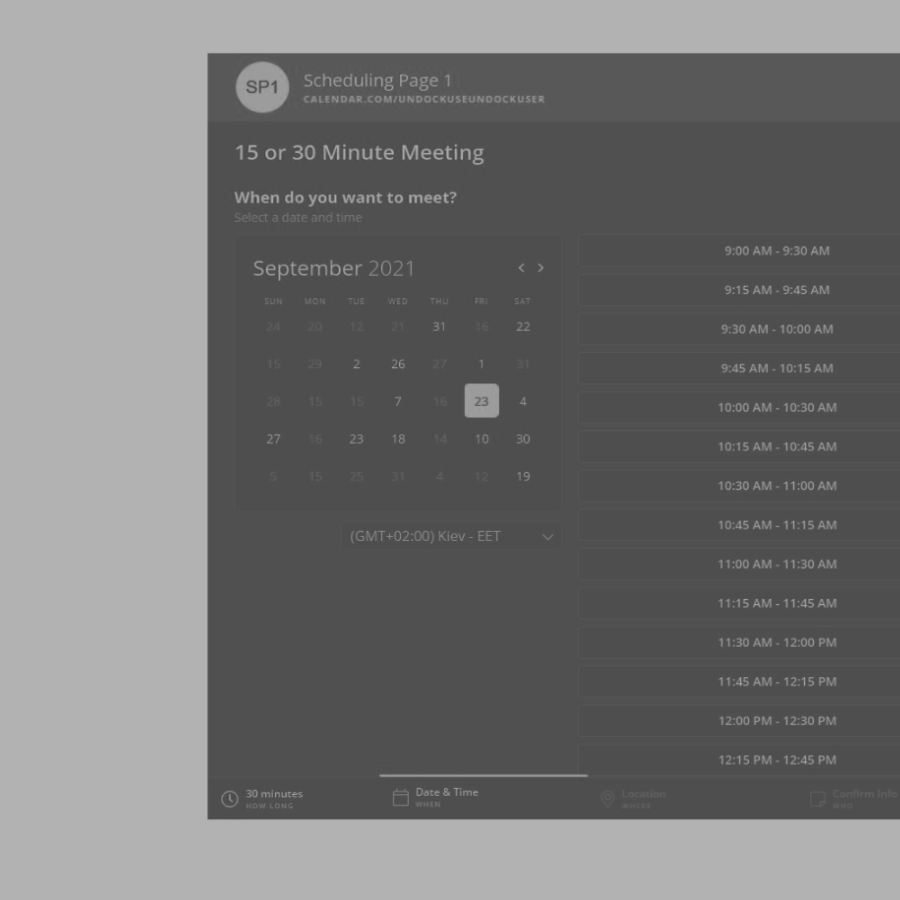 SP1
Scheduling Page 1
CALENDAR.COM/UNDOCKUSEUNDOCKUSER
15 or 30 Minute Meeting
When do you want to meet?
Select a date and time
September 2021
SUN MON TUE WED THU FRI SAT
24 20 12 21 31 16 22
15 29 2 26 27 1 31
28 15 15 7 16 23 4
27 16 23 18 14 10 30
5 15 25 31 4 12 19
(GMT+02:00) Kiev - EET
9:00 AM - 9:30 AM
9:15 AM - 9:45 AM
9:30 AM - 10:00 AM
9:45 AM - 10:15 AM
10:00 AM - 10:30 AM
10:15 AM - 10:45 AM
10:30 AM - 11:00 AM
10:45 AM - 11:15 AM
11:00 AM - 11:30 AM
11:15 AM - 11:45 AM
11:30 AM - 12:00 PM
11:45 AM - 12:15 PM
12:00 PM - 12:30 PM
12:15 PM - 12:45 PM
30 minutes
HOW LONG
Date & Time
WHEN
Location
WHERE
Confirm Info
WHO